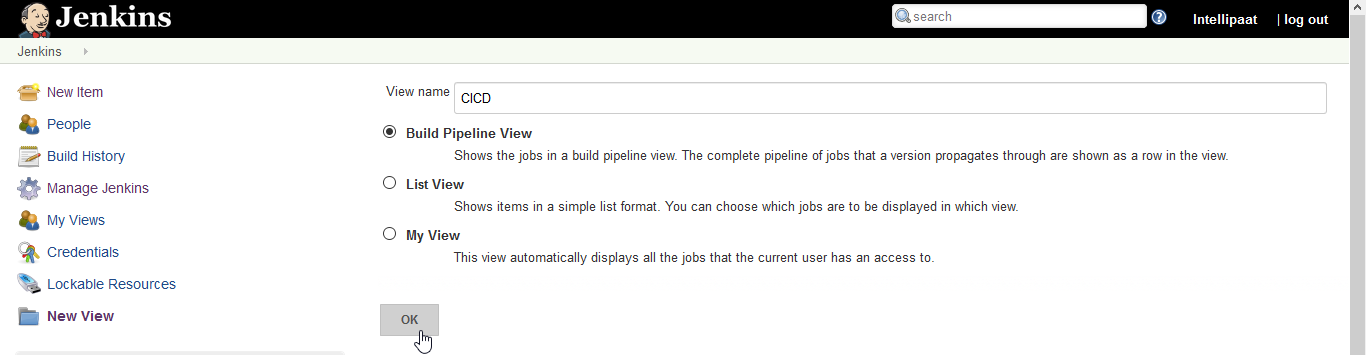 Jenkins
search
?
Intellipaat
| log out
Jenkins
New Item
People
Build History
Manage Jenkins
My Views
Credentials
Lockable Resources
New View
View name CICD
Build Pipeline View
Shows the jobs in a build pipeline view. The complete pipeline of jobs that a version propagates through are shown as a row in the view.
List View
Shows items in a simple list format. You can choose which jobs are to be displayed in which view.
My View
This view automatically displays all the jobs that the current user has an access to.
OK